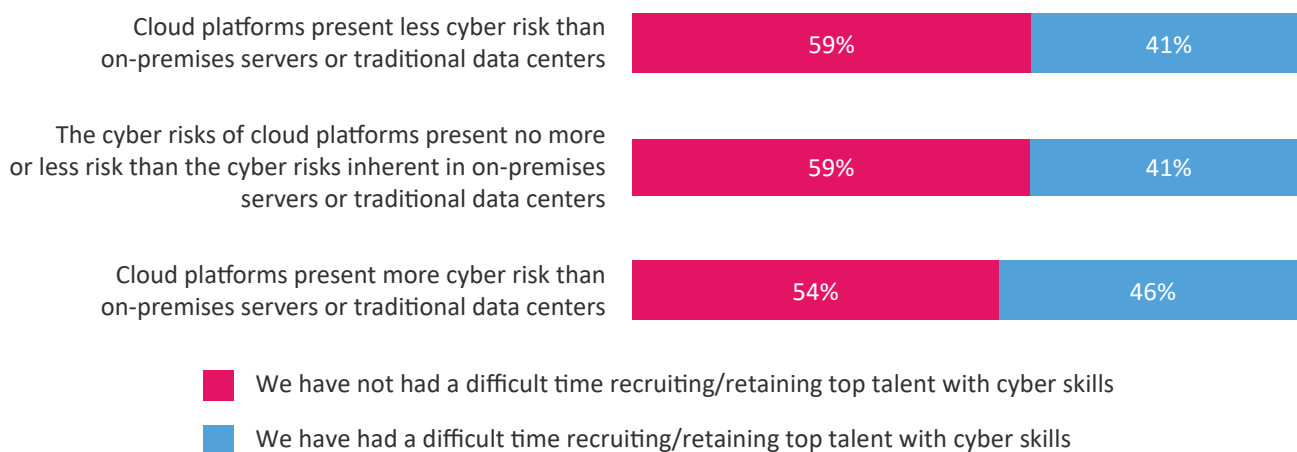 Cloud platforms present less cyber risk than
on-premises servers or traditional data centers
59%
41%
The cyber risks of cloud platforms present no more
or less risk than the cyber risks inherent in on-premises
servers or traditional data centers
59%
41%
Cloud platforms present more cyber risk than
on-premises servers or traditional data centers
54%
46%
We have not had a difficult time recruiting/retaining top talent with cyber skills
We have had a difficult time recruiting/retaining top talent with cyber skills